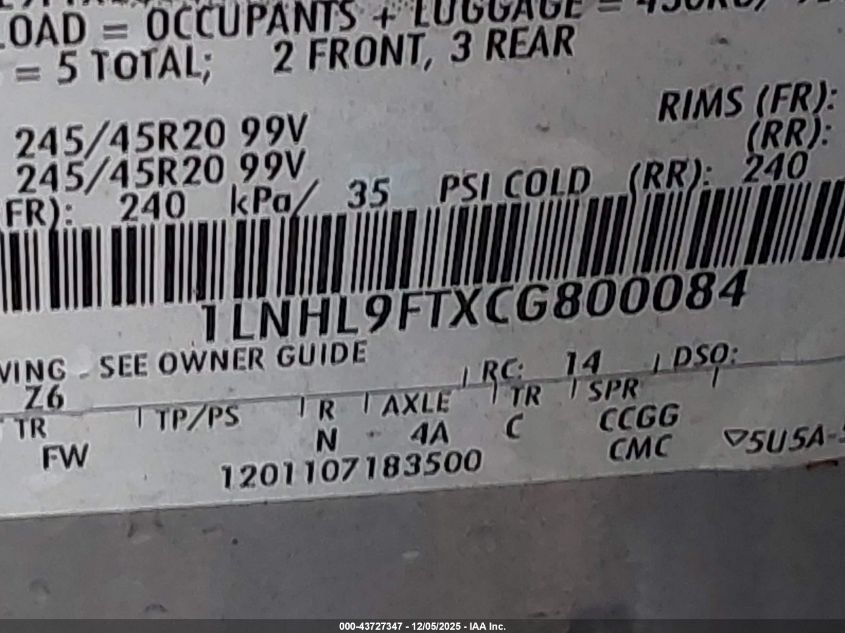 LOAD = OCCUPANTS + LUGGAGE = 450KG/
= 5 TOTAL; 2 FRONT, 3 REAR
RIMS (FR):
245/45R20 99V (RR):
245/45R20 99V
FR): 240 kPa/ 35 PSI COLD (RR): 240
1LNHL9FTXCG800084
VING - SEE OWNER GUIDE RC: 14 DSO:
Z6
TR TP/PS R AXLE TR SPR
FW N 4A C CCGG
CMC ♡5U5A-
1201107183500
000-43727347 - 12/05/2025 - IAA Inc.